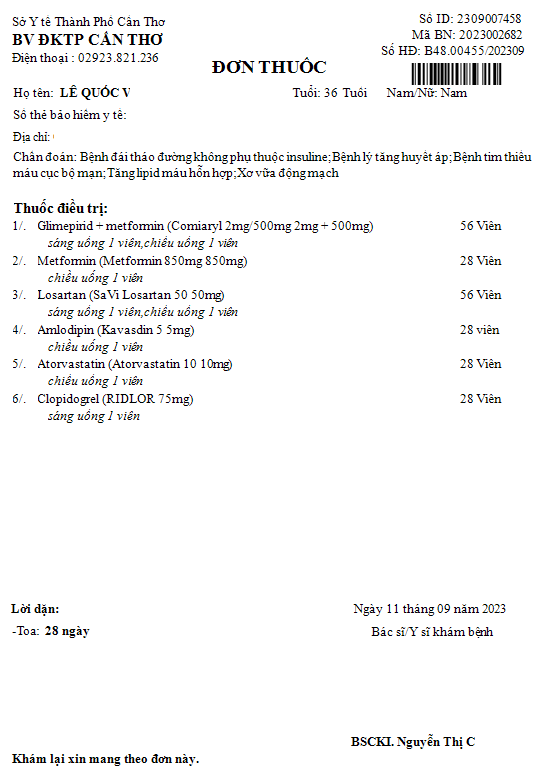 Sở Y tế Thành Phố Cần Thơ
BV ĐKTP CẦN THƠ
Điện thoại : 02923.821.236
Số ID: 2309007458
Mã BN: 2023002682
Số HĐ: B48.00455/202309
ĐƠN THUỐC
Họ tên: LÊ QUỐC V Tuổi: 36 Tuổi Nam/Nữ: Nam
Số thẻ bảo hiểm y tế:
Địa chỉ:
Chẩn đoán: Bệnh đái tháo đường không phụ thuộc insuline;Bệnh lý tăng huyết áp;Bệnh tim thiếu
máu cục bộ mạn;Tăng lipid máu hỗn hợp;Xơ vữa động mạch
Thuốc điều trị:
1/. Glimepirid + metformin (Comiaryl 2mg/500mg 2mg + 500mg) 56 Viên
sáng uống 1 viên,chiều uống 1 viên
2/. Metformin (Metformin 850mg 850mg) 28 Viên
chiều uống 1 viên
3/. Losartan (SaVi Losartan 50 50mg) 56 Viên
sáng uống 1 viên,chiều uống 1 viên
4/. Amlodipin (Kavasdin 5 5mg) 28 viên
chiều uống 1 viên
5/. Atorvastatin (Atorvastatin 10 10mg) 28 Viên
chiều uống 1 viên
6/. Clopidogrel (RIDLOR 75mg) 28 Viên
sáng uống 1 viên
Lời dặn:
-Toa: 28 ngày
Ngày 11 tháng 09 năm 2023
Bác sĩ/Y sĩ khám bệnh
BSCKI. Nguyễn Thị C
Khám lại xin mang theo đơn này.